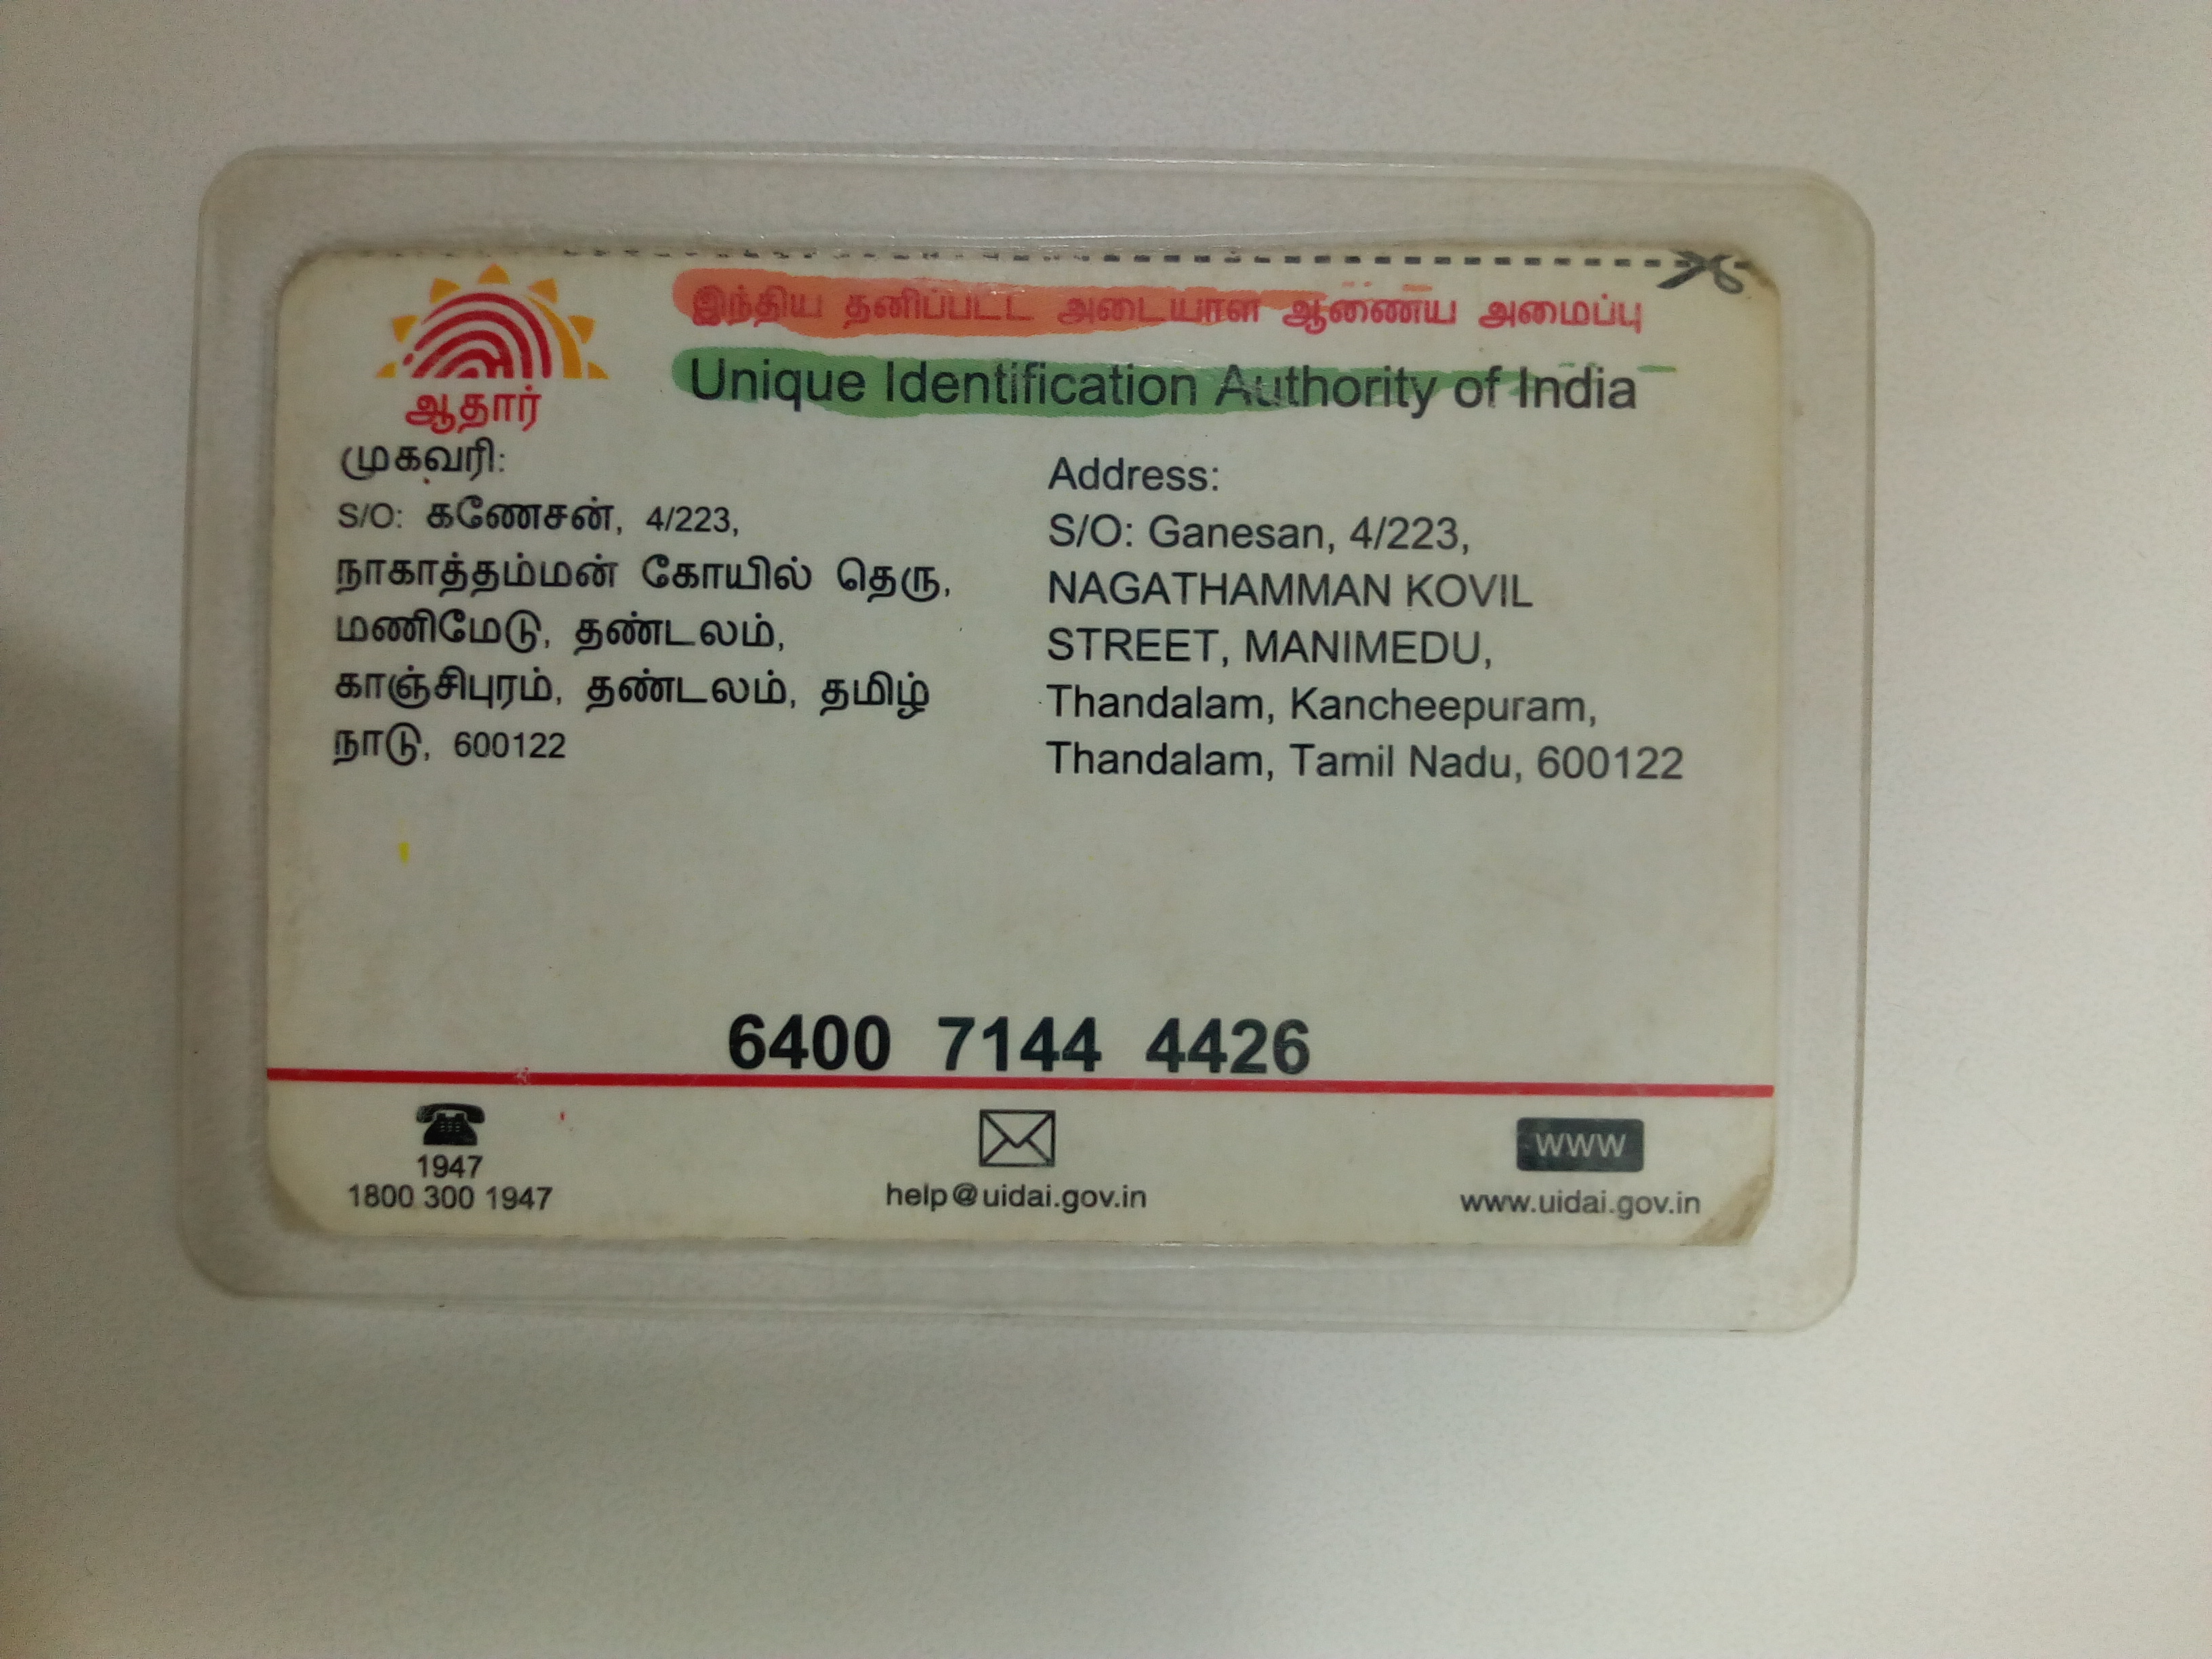 ஆதார்
இந்திய தனிப்பட்ட அடையாள ஆணைய அமைப்பு
Unique Identification Authority of India
முகவரி:
S/O: கணேசன், 4/223,
நாகாத்தம்மன் கோயில் தெரு,
மணிமேடு, தண்டலம்,
காஞ்சிபுரம், தண்டலம், தமிழ்
நாடு, 600122
Address:
S/O: Ganesan, 4/223,
NAGATHAMMAN KOVIL
STREET, MANIMEDU,
Thandalam, Kancheepuram,
Thandalam, Tamil Nadu, 600122
6400 7144 4426
1947
1800 300 1947
help@uidai.gov.in
WWW
www.uidai.gov.in